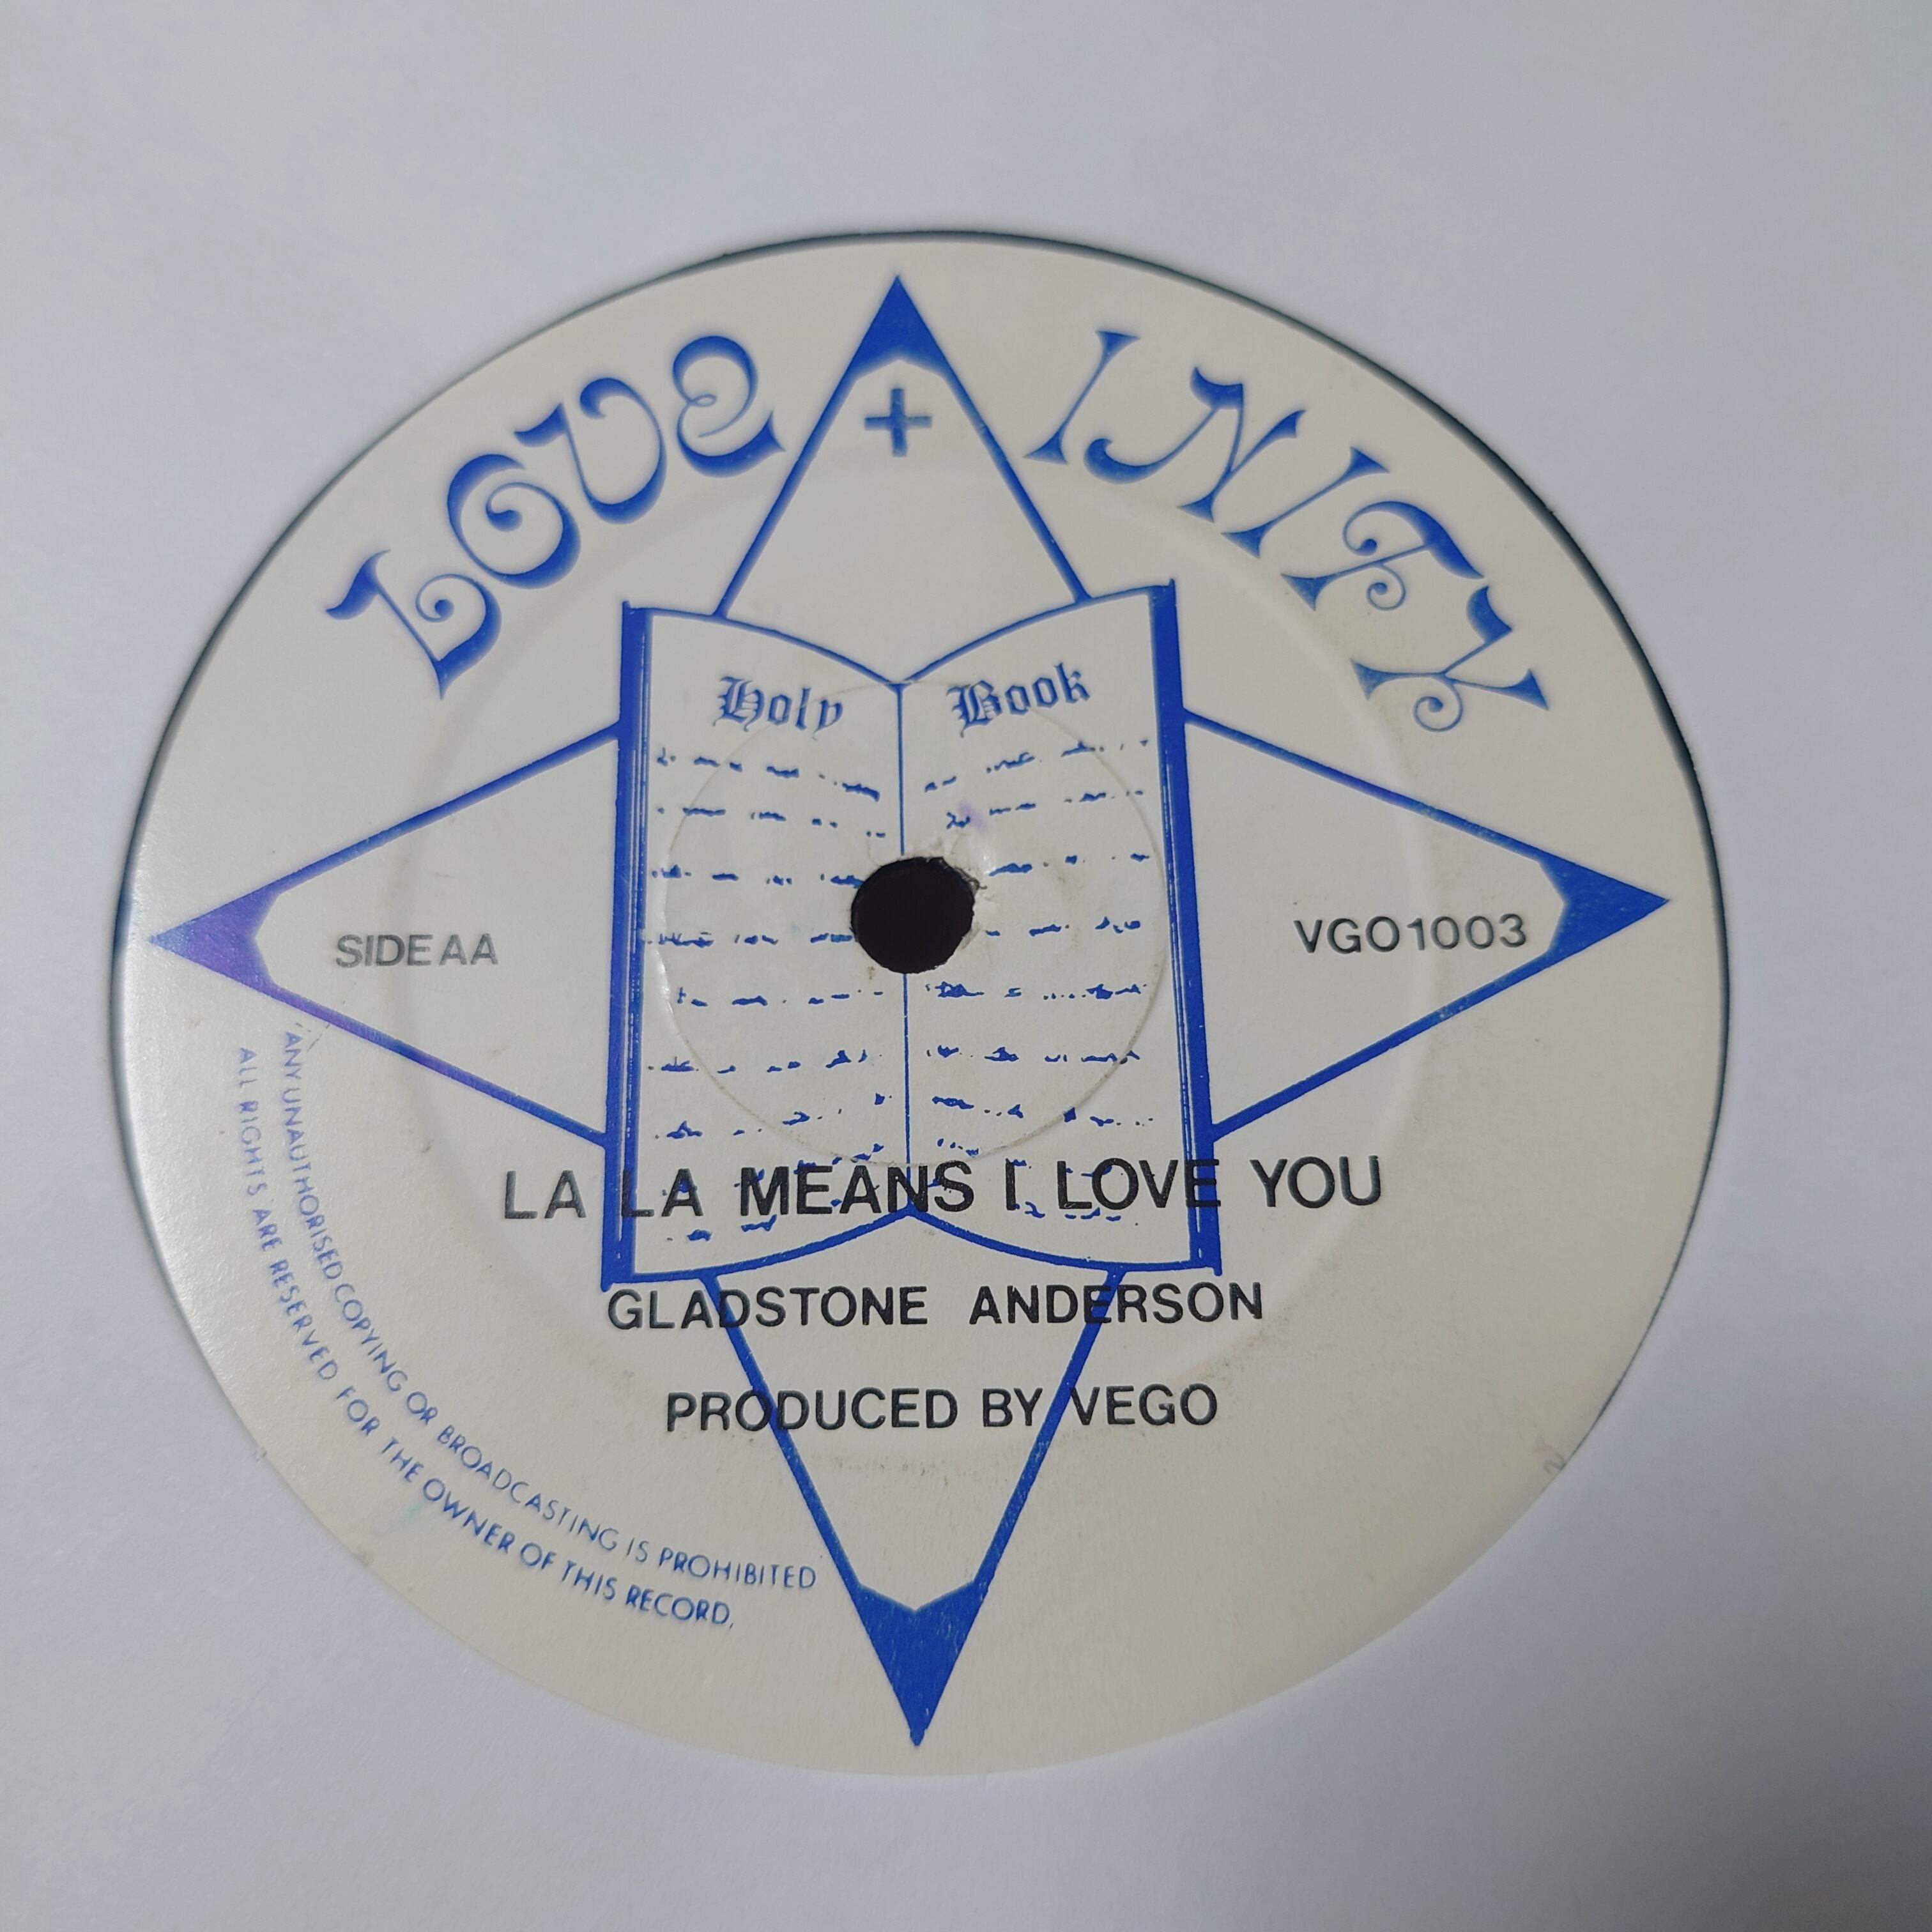 LOVE + INITY
Holy Book
SIDE AA
VGO1003
LA LA MEANS I LOVE YOU
GLADSTONE ANDERSON
PRODUCED BY VEGO
ANY UNAUTHORISED COPYING OR BROADCASTING IS PROHIBITED
ALL RIGHTS ARE RESERVED FOR THE OWNER OF THIS RECORD.